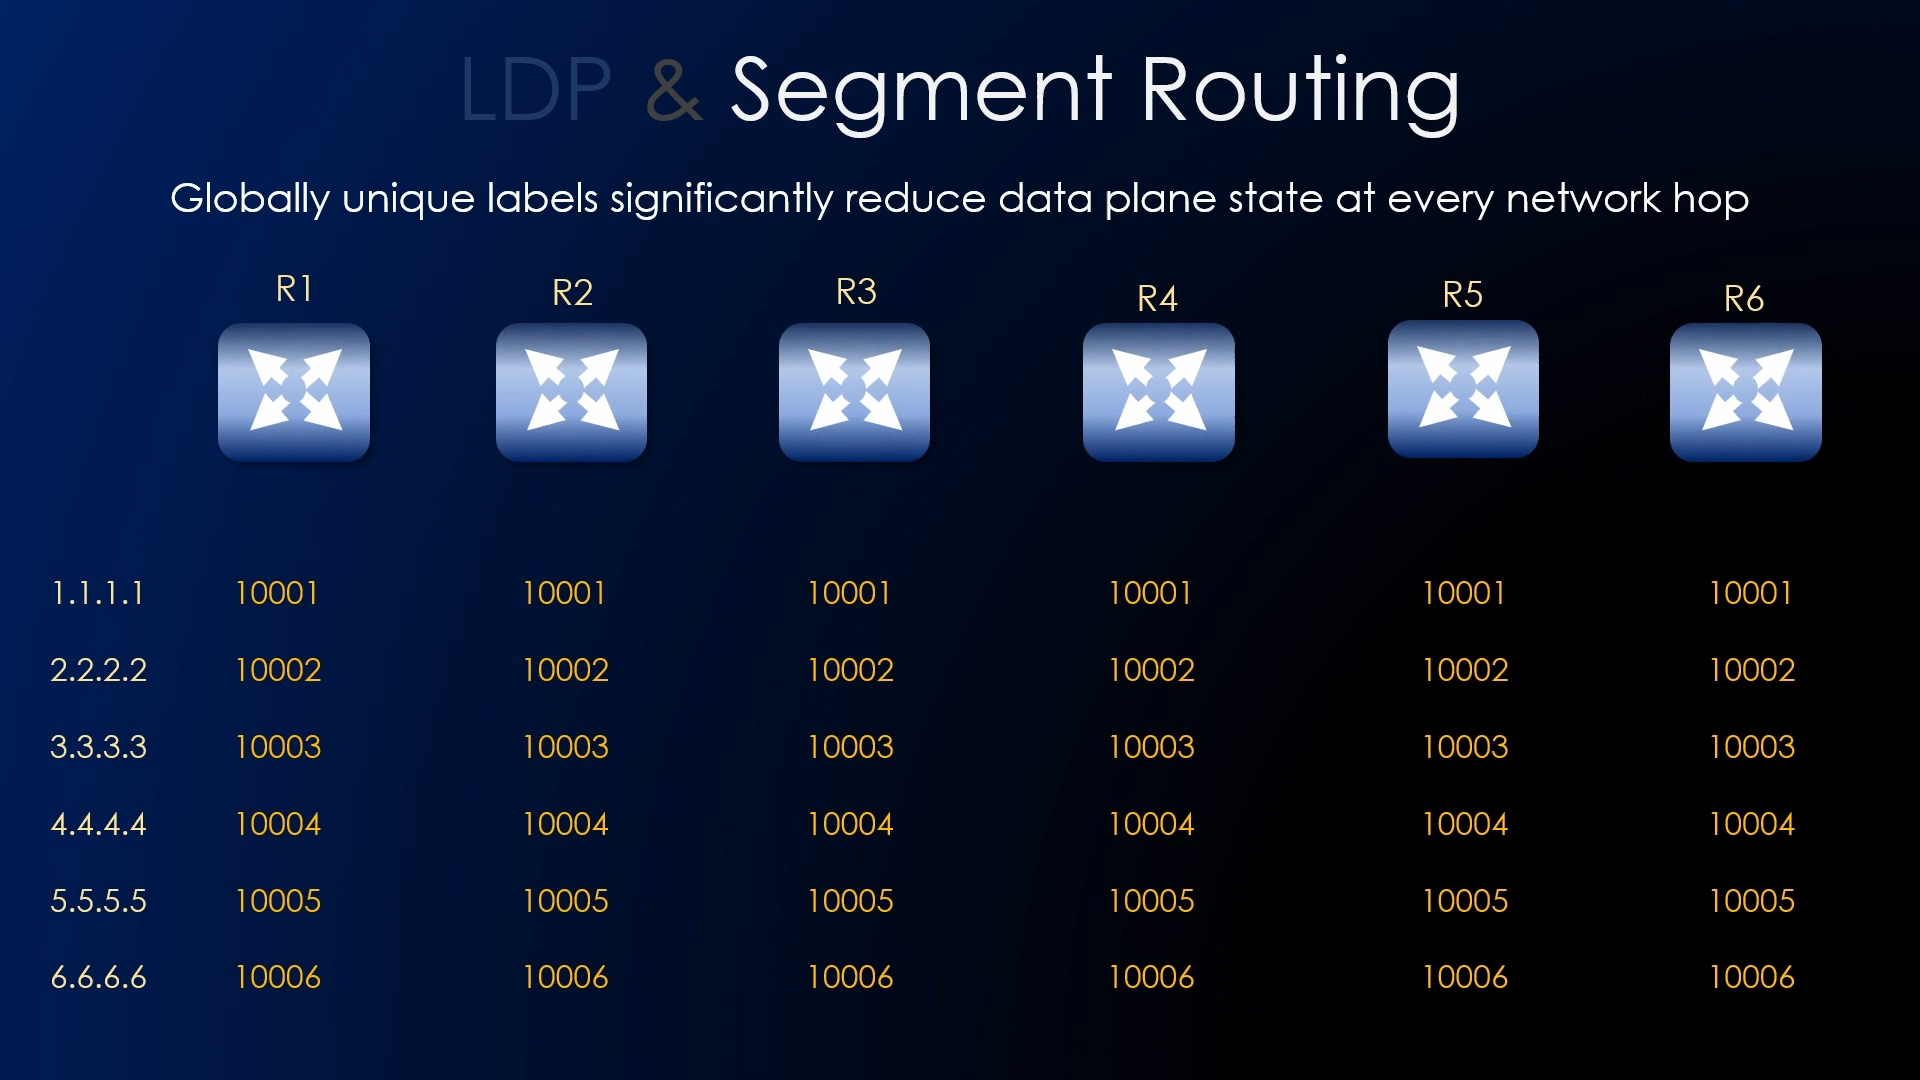 LDP & Segment Routing
Globally unique labels significantly reduce data plane state at every network hop
R1 R2 R3 R4 R5 R6
1.1.1.1 10001 10001 10001 10001 10001 10001
2.2.2.2 10002 10002 10002 10002 10002 10002
3.3.3.3 10003 10003 10003 10003 10003 10003
4.4.4.4 10004 10004 10004 10004 10004 10004
5.5.5.5 10005 10005 10005 10005 10005 10005
6.6.6.6 10006 10006 10006 10006 10006 10006